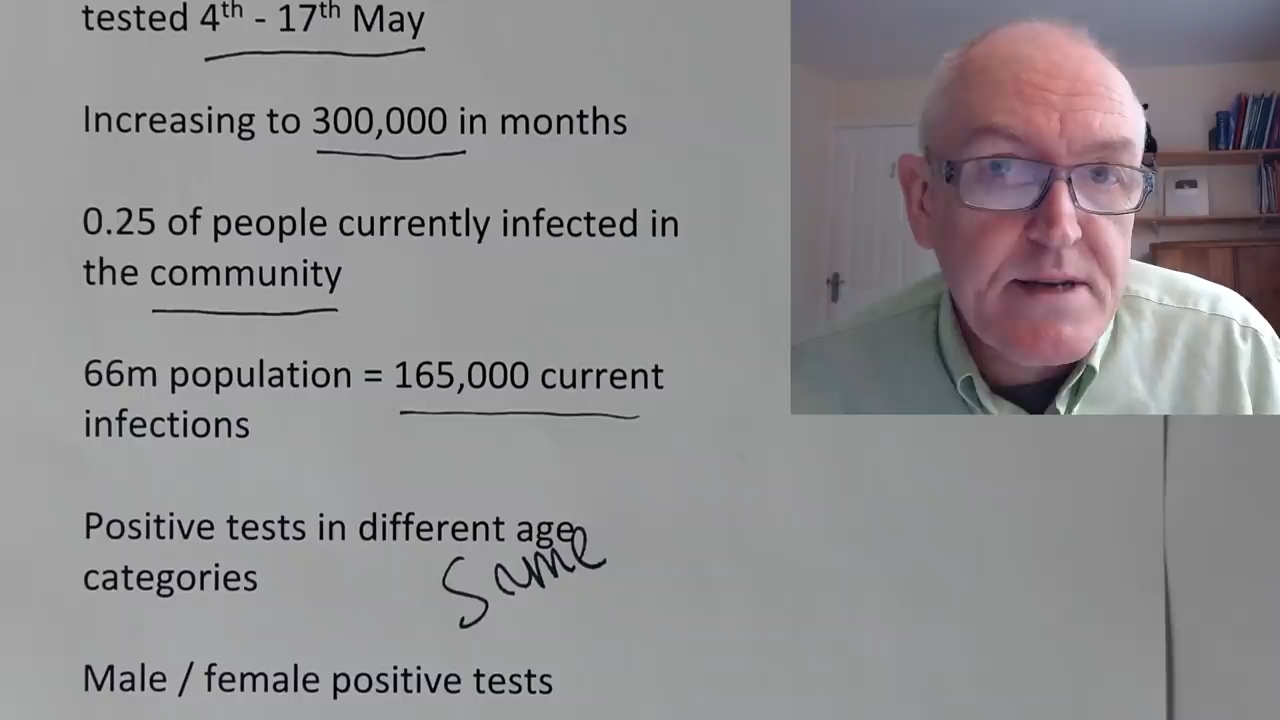 tested 4th - 17th May
Increasing to 300,000 in months
0.25 of people currently infected in
the community
66m population = 165,000 current
infections
Positive tests in different age
categories
Same
Male / female positive tests